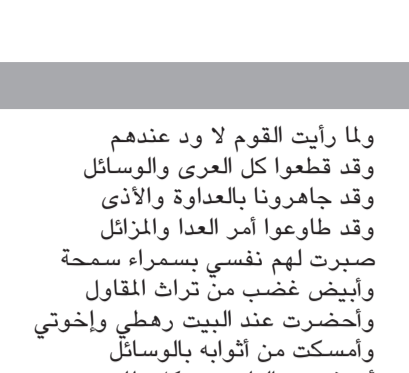 ولما رأيت القوم لا ود عندهم
وقد قطعوا كل العرى والوسائل
وقد جاهرونا بالعداوة والأذى
وقد طاوعوا أمر العدا والمزائل
صبرت لهم نفسي بسمراء سمحة
وأبيض غضب من تراث المقاول
وأحضرت عند البيت رهطي وإخوتي
وأمسكت من أثوابه بالوسائل